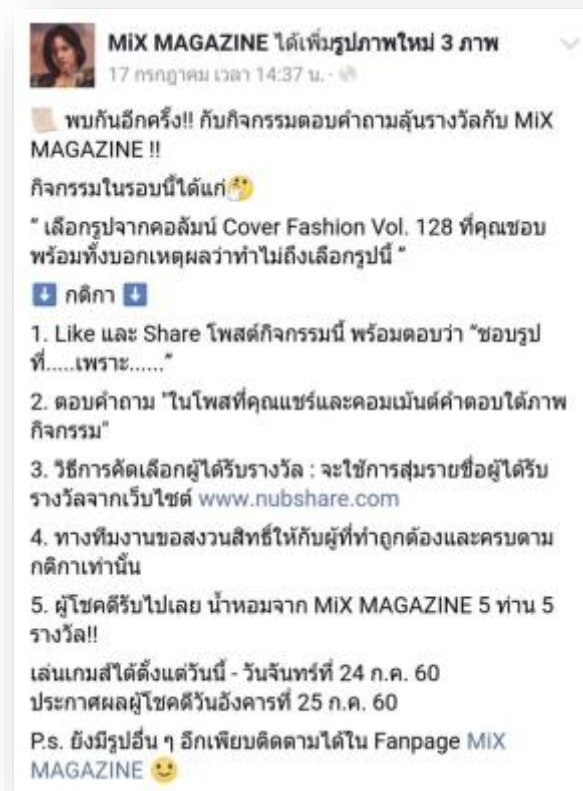 MiX MAGAZINE ได้เพิ่มรูปภาพใหม่ 3 ภาพ
17 กรกฎาคม เวลา 14:37 น. ·
พบกันอีกครั้ง!! กับกิจกรรมตอบคำถามลุ้นรางวัลกับ MiX
MAGAZINE !!
กิจกรรมในรอบนี้ได้แก่🤔
“ เลือกรูปจากคอลัมน์ Cover Fashion Vol. 128 ที่คุณชอบ
พร้อมทั้งบอกเหตุผลว่าทำไม่ถึงเลือกรูปนี้ ”
⬇️ กติกา ⬇️
1. Like และ Share โพสต์กิจกรรมนี้ พร้อมตอบว่า “ชอบรูป
ที่.....เพราะ......”
2. ตอบคำถาม "ในโพสที่คุณแชร์และคอมเม้นต์คำตอบใต้ภาพ
กิจกรรม"
3. วิธีการคัดเลือกผู้ได้รับรางวัล : จะใช้การสุ่มรายชื่อผู้ได้รับ
รางวัลจากเว็บไซต์ www.nubshare.com
4. ทางทีมงานขอสงวนสิทธิ์ให้กับผู้ที่ทำถูกต้องและครบตาม
กติกาเท่านั้น
5. ผู้โชคดีรับไปเลย น้ำหอมจาก MiX MAGAZINE 5 ท่าน 5
รางวัล!!
เล่นเกมส์ได้ตั้งแต่วันนี้ - วันจันทร์ที่ 24 ก.ค. 60
ประกาศผลผู้โชคดีวันอังคารที่ 25 ก.ค. 60
P.s. ยังมีรูปอื่น ๆ อีกเพียบติดตามได้ใน Fanpage MiX
MAGAZINE 🙂